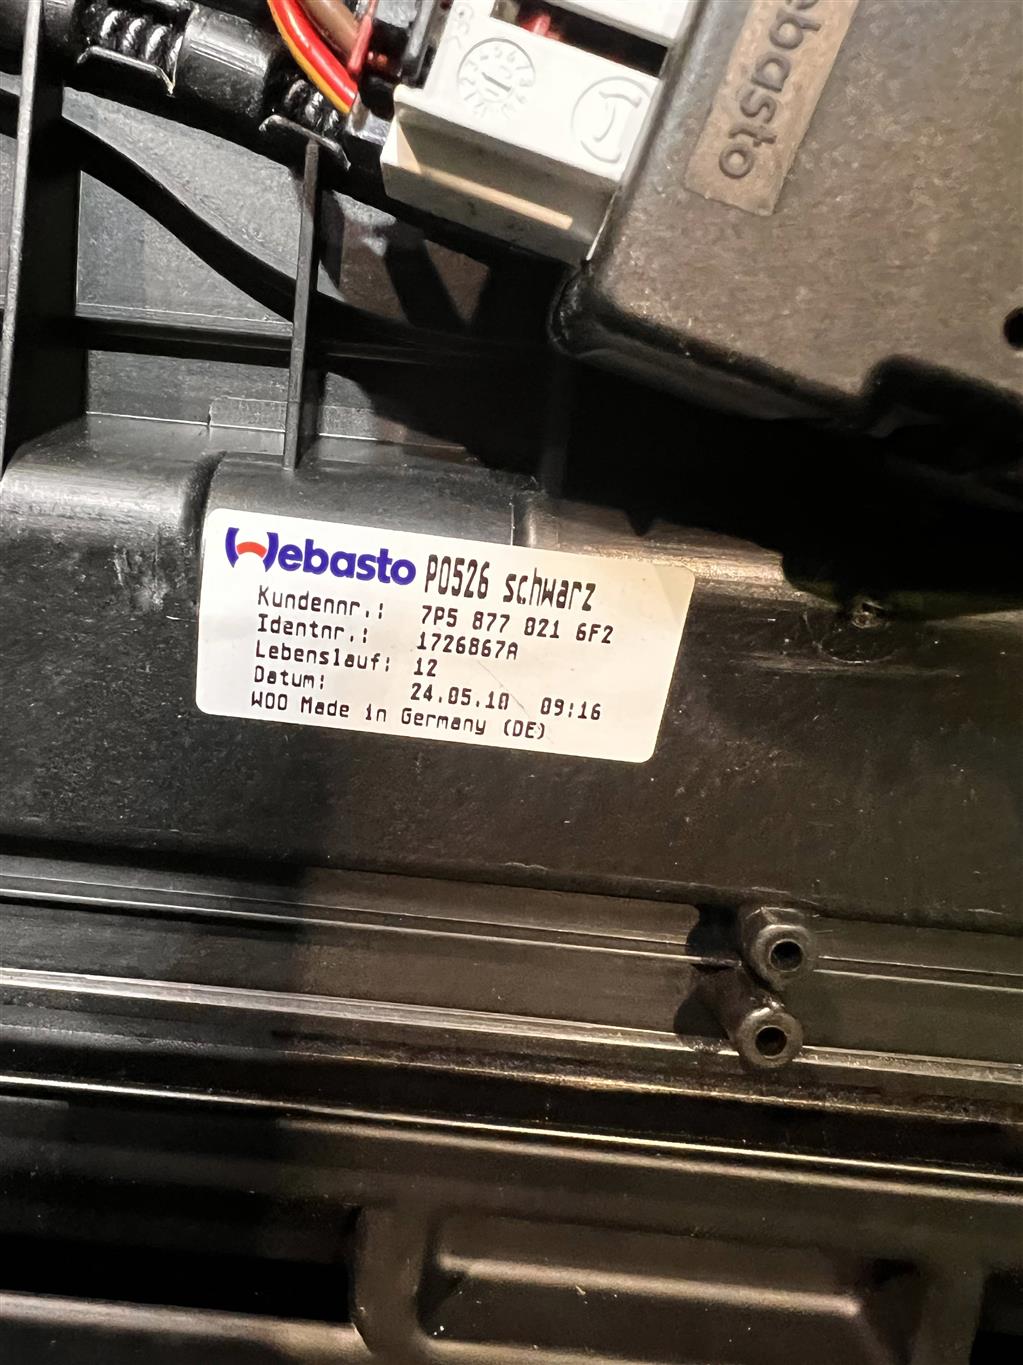 ebasto
Webasto P0526 schwarz
Kundennr.: 7P5 877 021 6F2
Identnr.: 1726867A
Lebenslauf: 12
Datum: 24.05.10 09:16
W00 Made in Germany (DE)